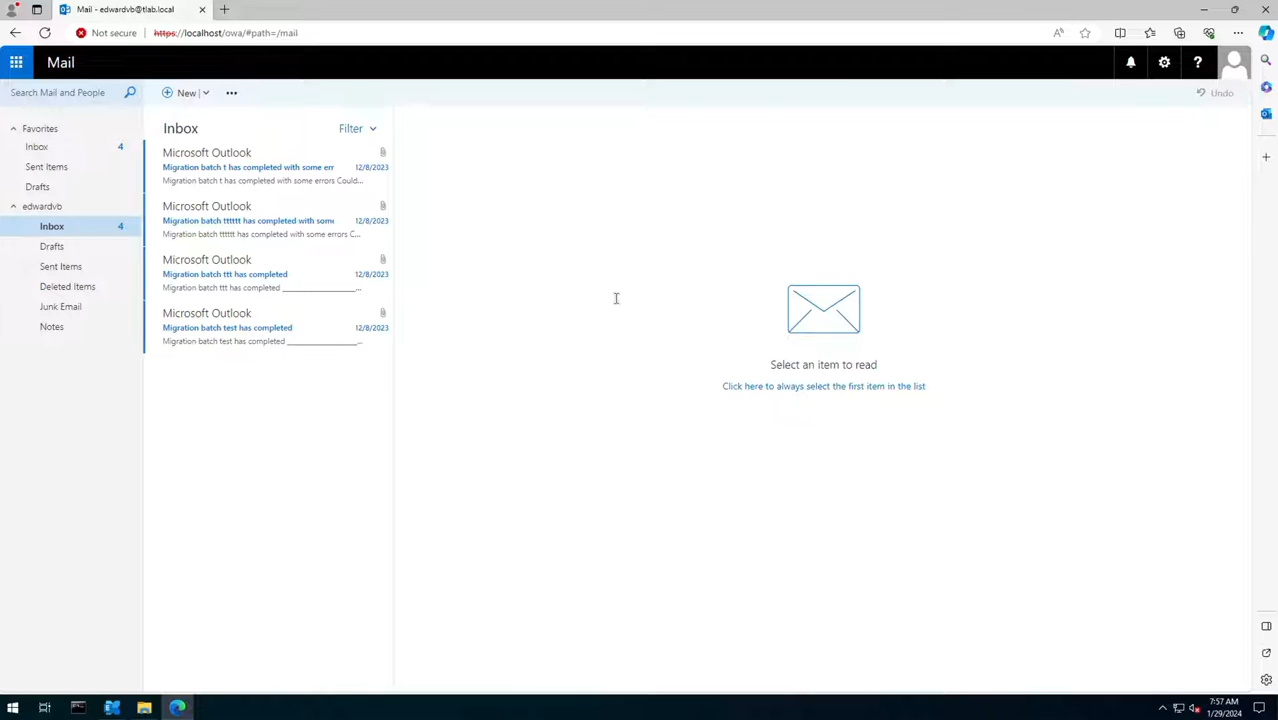 Mail - edwardvb@tlab.local
Not secure
https://localhost/owa/#path=/mail
Mail
Search Mail and People
New
Undo
Favorites
Inbox 4
Sent Items
Drafts
edwardvb
Inbox 4
Drafts
Sent Items
Deleted Items
Junk Email
Notes
Inbox
Filter
Microsoft Outlook
Migration batch t has completed with some err 12/8/2023
Migration batch t has completed with some errors Could...
Microsoft Outlook
Migration batch tttttt has completed with some 12/8/2023
Migration batch tttttt has completed with some errors C...
Microsoft Outlook
Migration batch ttt has completed 12/8/2023
Migration batch ttt has completed ___________________...
Microsoft Outlook
Migration batch test has completed 12/8/2023
Migration batch test has completed ___________________...
Select an item to read
Click here to always select the first item in the list
7:57 AM
1/29/2024